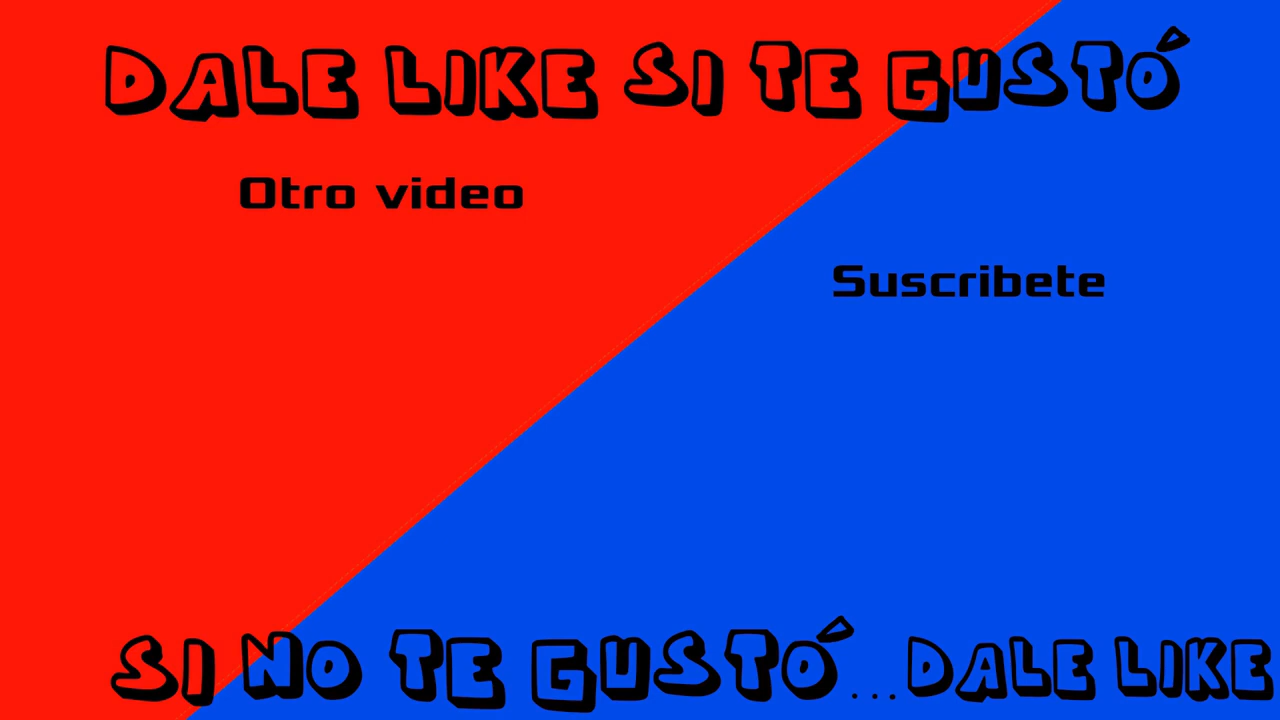 DALE LIKE SI TE GUSTÓ
Otro video
Suscribete
SI NO TE GUSTÓ...DALE LIKE